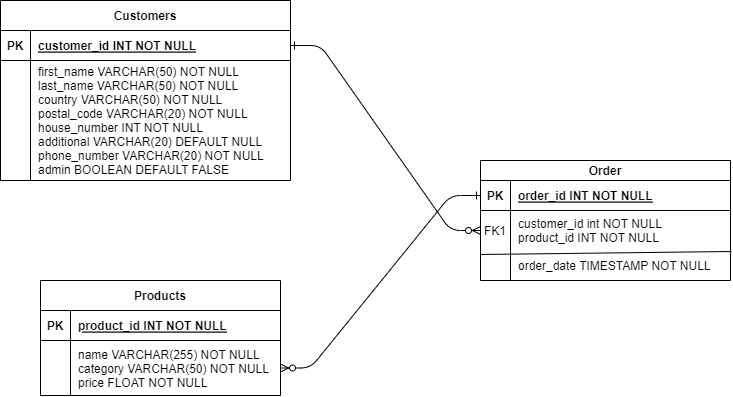 Customers
PK customer_id INT NOT NULL
first_name VARCHAR(50) NOT NULL
last_name VARCHAR(50) NOT NULL
country VARCHAR(50) NOT NULL
postal_code VARCHAR(20) NOT NULL
house_number INT NOT NULL
additional VARCHAR(20) DEFAULT NULL
phone_number VARCHAR(20) NOT NULL
admin BOOLEAN DEFAULT FALSE
Order
PK order_id INT NOT NULL
FK1 customer_id int NOT NULL
product_id INT NOT NULL
order_date TIMESTAMP NOT NULL
Products
PK product_id INT NOT NULL
name VARCHAR(255) NOT NULL
category VARCHAR(50) NOT NULL
price FLOAT NOT NULL